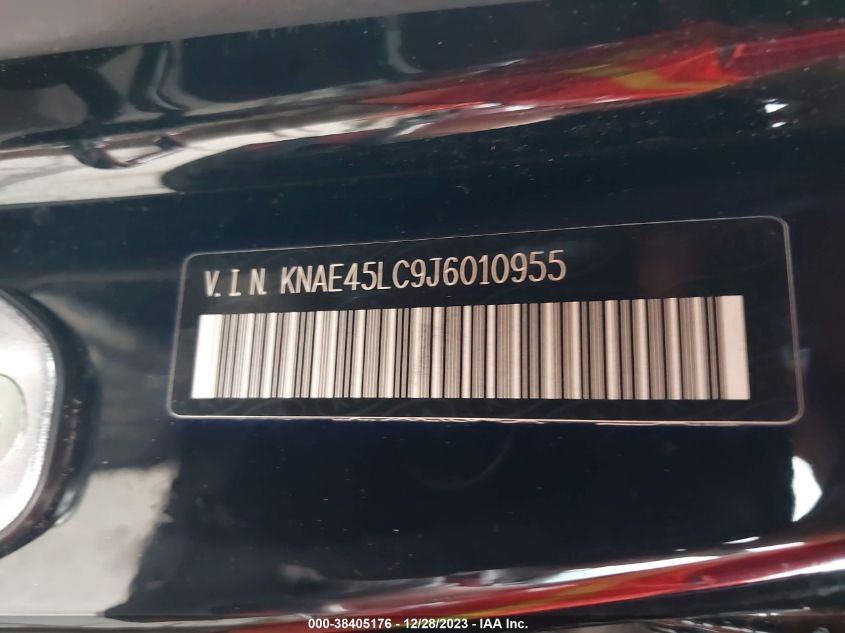 V.I.N. KNAE45LC9J6010955
000-38405176 - 12/28/2023 - IAA Inc.